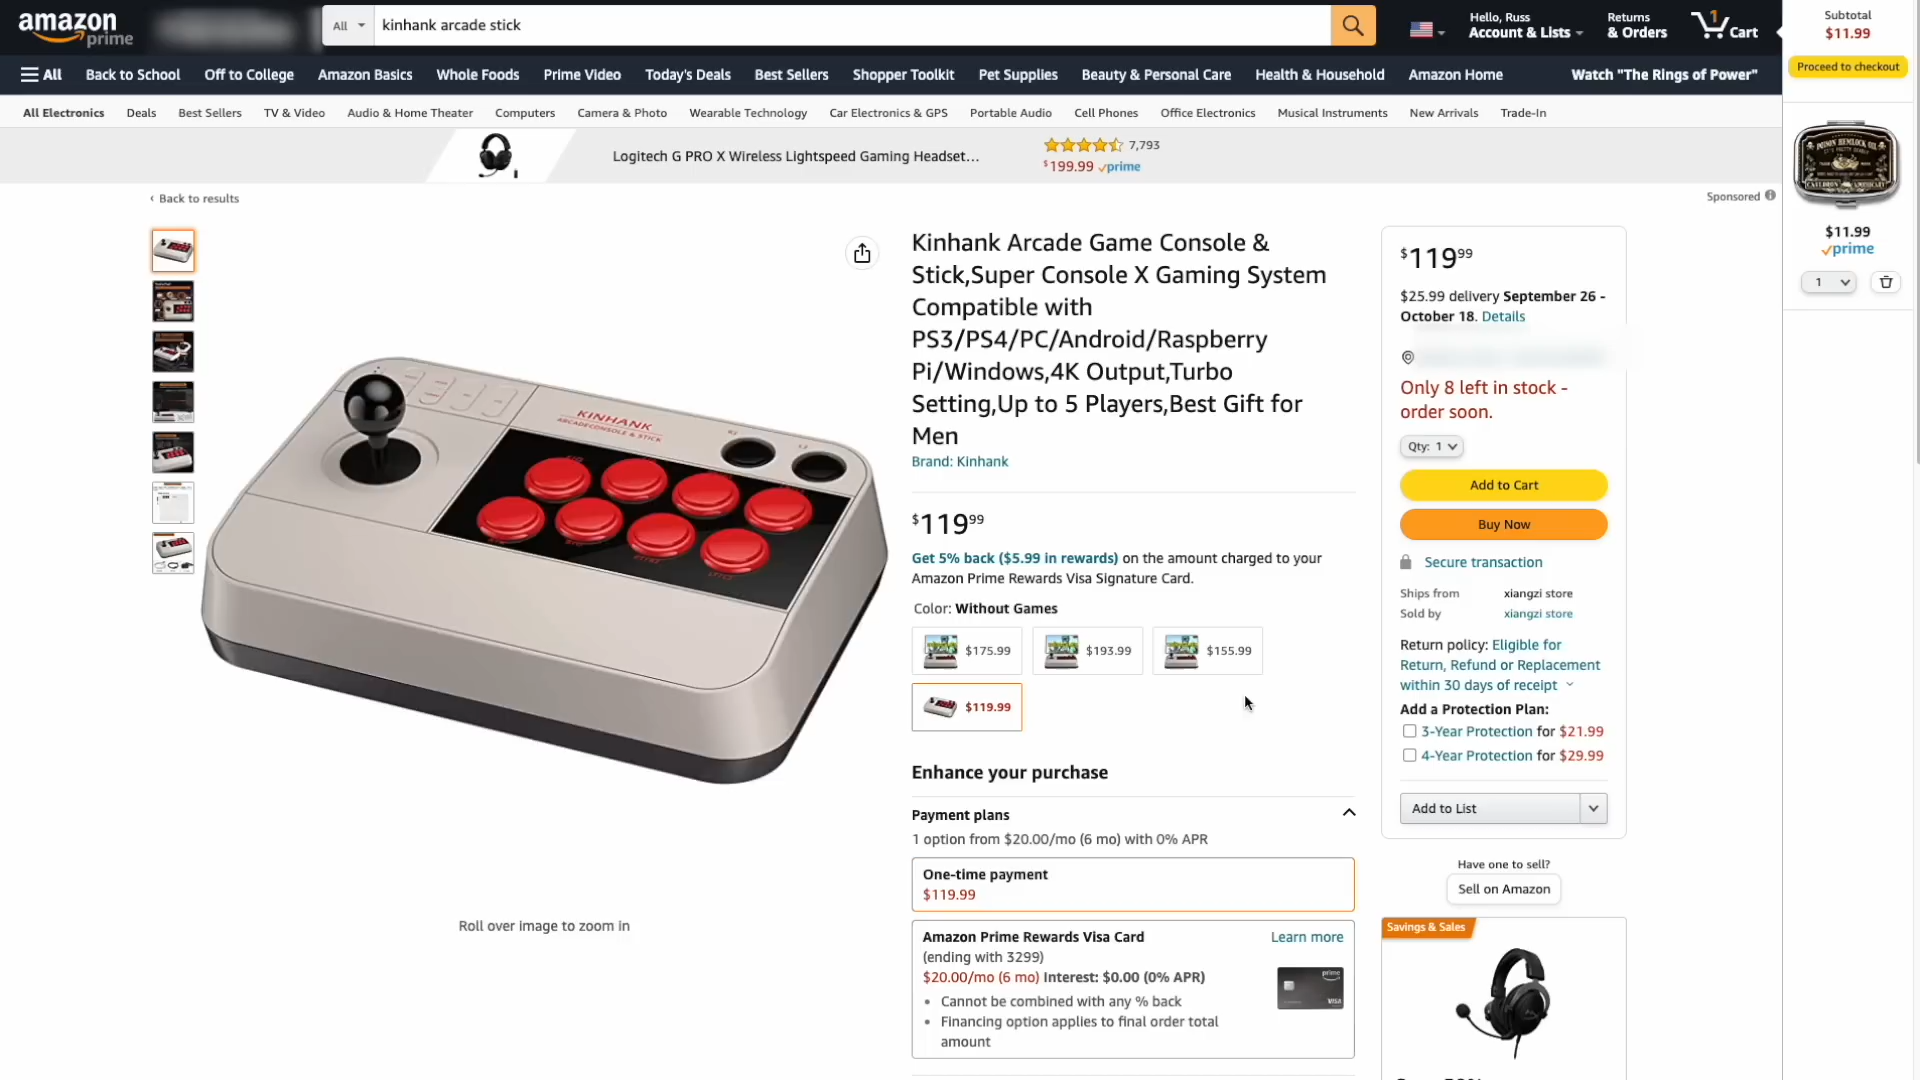 amazon
prime
All
kinhank arcade stick
Hello, Russ
Account & Lists
Returns
& Orders
1
Cart
Subtotal
$11.99
Proceed to checkout
All
Back to School
Off to College
Amazon Basics
Whole Foods
Prime Video
Today's Deals
Best Sellers
Shopper Toolkit
Pet Supplies
Beauty & Personal Care
Health & Household
Amazon Home
Watch "The Rings of Power"
All Electronics
Deals
Best Sellers
TV & Video
Audio & Home Theater
Computers
Camera & Photo
Wearable Technology
Car Electronics & GPS
Portable Audio
Cell Phones
Office Electronics
Musical Instruments
New Arrivals
Trade-In
Logitech G PRO X Wireless Lightspeed Gaming Headset...
7,793
$199.99 prime
Sponsored
‹ Back to results
POISON HEMLOCK OIL
$11.99
prime
1
KINHANK
ARCADE CONSOLE & STICK
Roll over image to zoom in
Kinhank Arcade Game Console &
Stick,Super Console X Gaming System
Compatible with
PS3/PS4/PC/Android/Raspberry
Pi/Windows,4K Output,Turbo
Setting,Up to 5 Players,Best Gift for
Men
Brand: Kinhank
$119 99
Get 5% back ($5.99 in rewards) on the amount charged to your
Amazon Prime Rewards Visa Signature Card.
Color: Without Games
$175.99
$193.99
$155.99
$119.99
Enhance your purchase
Payment plans
1 option from $20.00/mo (6 mo) with 0% APR
One-time payment
$119.99
Amazon Prime Rewards Visa Card
Learn more
(ending with 3299)
$20.00/mo (6 mo) Interest: $0.00 (0% APR)
• Cannot be combined with any % back
• Financing option applies to final order total
amount
prime
VISA
$119 99
$25.99 delivery September 26 -
October 18. Details
Only 8 left in stock -
order soon.
Qty: 1
Add to Cart
Buy Now
Secure transaction
Ships from
xiangzi store
Sold by
xiangzi store
Return policy: Eligible for
Return, Refund or Replacement
within 30 days of receipt
Add a Protection Plan:
3-Year Protection for $21.99
4-Year Protection for $29.99
Add to List
Have one to sell?
Sell on Amazon
Savings & Sales